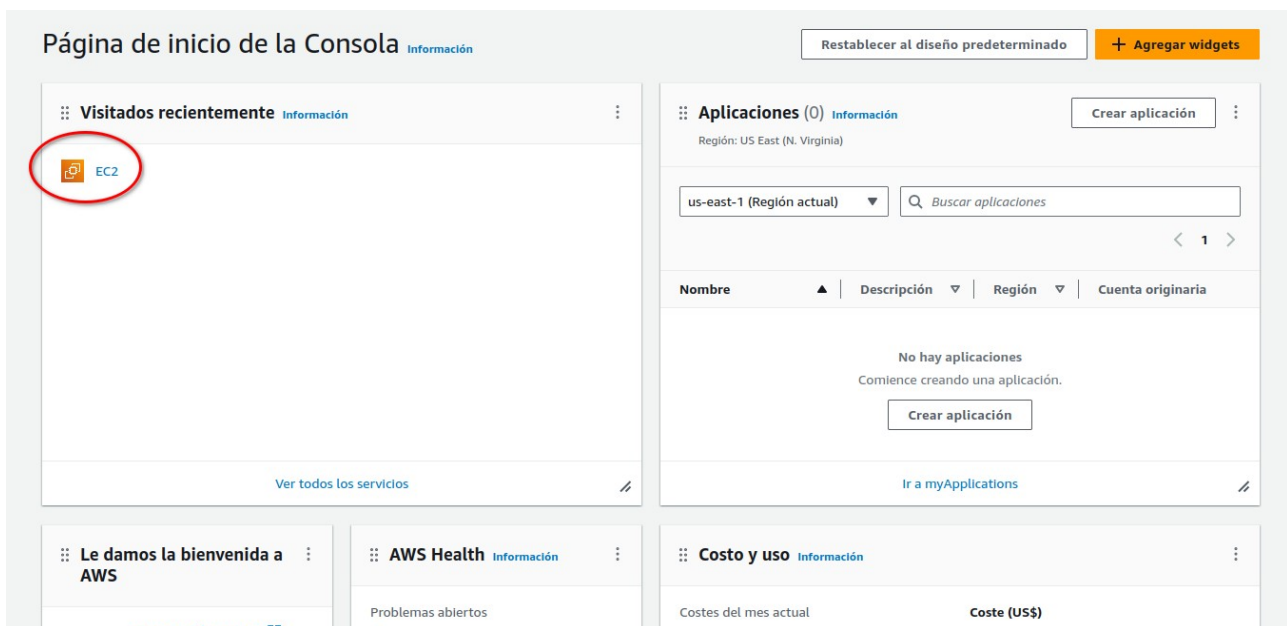 Página de inicio de la Consola Información
Restablecer al diseño predeterminado
+ Agregar widgets
Visitados recientemente Información
EC2
Ver todos los servicios
Aplicaciones (0) Información
Crear aplicación
Región: US East (N. Virginia)
us-east-1 (Región actual)
Buscar aplicaciones
1
Nombre Descripción Región Cuenta originaria
No hay aplicaciones
Comience creando una aplicación.
Crear aplicación
Ir a myApplications
Le damos la bienvenida a
AWS
AWS Health Información
Problemas abiertos
Costo y uso Información
Costes del mes actual Coste (US$)